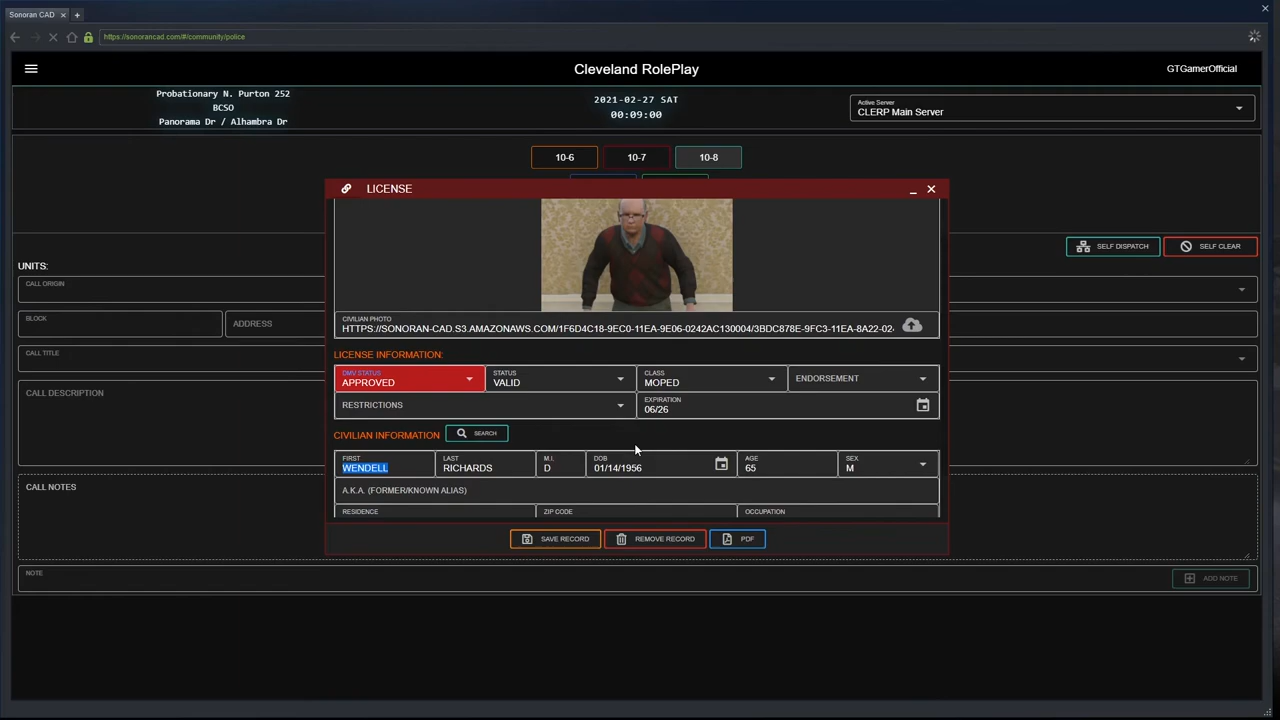 Sonoran CAD
https://sonorancad.com/#/community/police
Cleveland RolePlay
GTGamerOfficial
Probationary N. Purton 252
BCSO
Panorama Dr / Alhambra Dr
2021-02-27 SAT
00:09:00
Active Server
CLERP Main Server
10-6
10-7
10-8
LICENSE
SELF DISPATCH
SELF CLEAR
UNITS:
CALL ORIGIN
BLOCK
ADDRESS
CALL TITLE
CALL DESCRIPTION
CALL NOTES
NOTE
ADD NOTE
CIVILIAN PHOTO
HTTPS://SONORAN-CAD.S3.AMAZONAWS.COM/1F6D4C18-9EC0-11EA-9E06-0242AC130004/3BDC878E-9FC3-11EA-8A22-02
LICENSE INFORMATION:
DMV STATUS
APPROVED
STATUS
VALID
CLASS
MOPED
ENDORSEMENT
RESTRICTIONS
EXPIRATION
06/26
CIVILIAN INFORMATION
SEARCH
FIRST
WENDELL
LAST
RICHARDS
M.I.
D
DOB
01/14/1956
AGE
65
SEX
M
A.K.A. (FORMER/KNOWN ALIAS)
RESIDENCE
ZIP CODE
OCCUPATION
SAVE RECORD
REMOVE RECORD
PDF